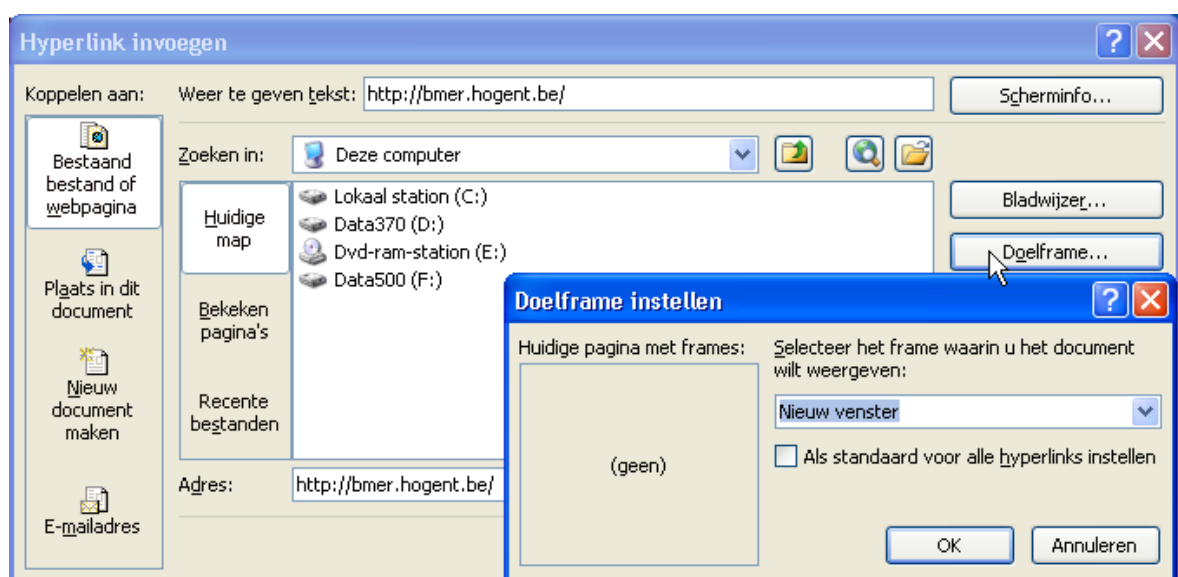 Hyperlink invoegen
Koppelen aan:
Weer te geven tekst: http://bmer.hogent.be/
Scherminfo...
Bestaand
bestand of
webpagina
Plaats in dit
document
Nieuw
document
maken
E-mailadres
Zoeken in:
Deze computer
Huidige
map
Bekeken
pagina's
Recente
bestanden
Lokaal station (C:)
Data370 (D:)
Dvd-ram-station (E:)
Data500 (F:)
Bladwijzer...
Doelframe...
Adres: http://bmer.hogent.be/
Doelframe instellen
Huidige pagina met frames:
(geen)
Selecteer het frame waarin u het document
wilt weergeven:
Nieuw venster
Als standaard voor alle hyperlinks instellen
OK
Annuleren